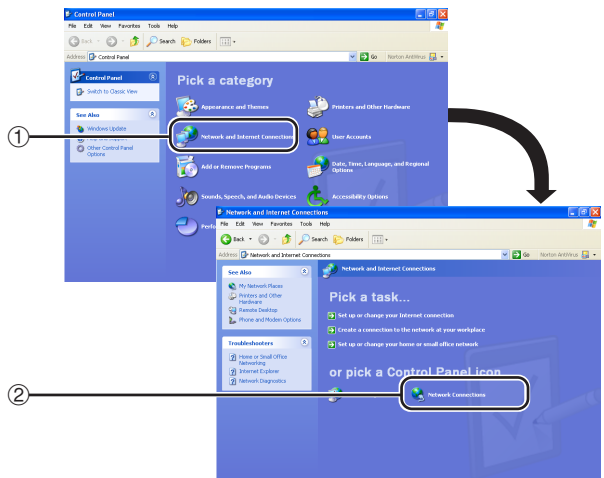 Control Panel
File Edit View Favorites Tools Help
Back Search Folders
Address Control Panel Go Norton AntiVirus
Control Panel
Switch to Classic View
See Also
Windows Update
Other Control Panel
Options
Pick a category
Appearance and Themes
Printers and Other Hardware
① Network and Internet Connections
User Accounts
Add or Remove Programs
Date, Time, Language, and Regional
Options
Sounds, Speech, and Audio Devices
Accessibility Options
Network and Internet Connections
File Edit View Favorites Tools Help
Back Search Folders
Address Network and Internet Connections Go Norton AntiVirus
See Also
My Network Places
Printers and Other
Hardware
Remote Desktop
Phone and Modem Options
Troubleshooters
Home or Small Office
Networking
Internet Explorer
Network Diagnostics
Network and Internet Connections
Pick a task...
Set up or change your Internet connection
Create a connection to the network at your workplace
Set up or change your home or small office network
or pick a Control Panel icon
② Network Connections